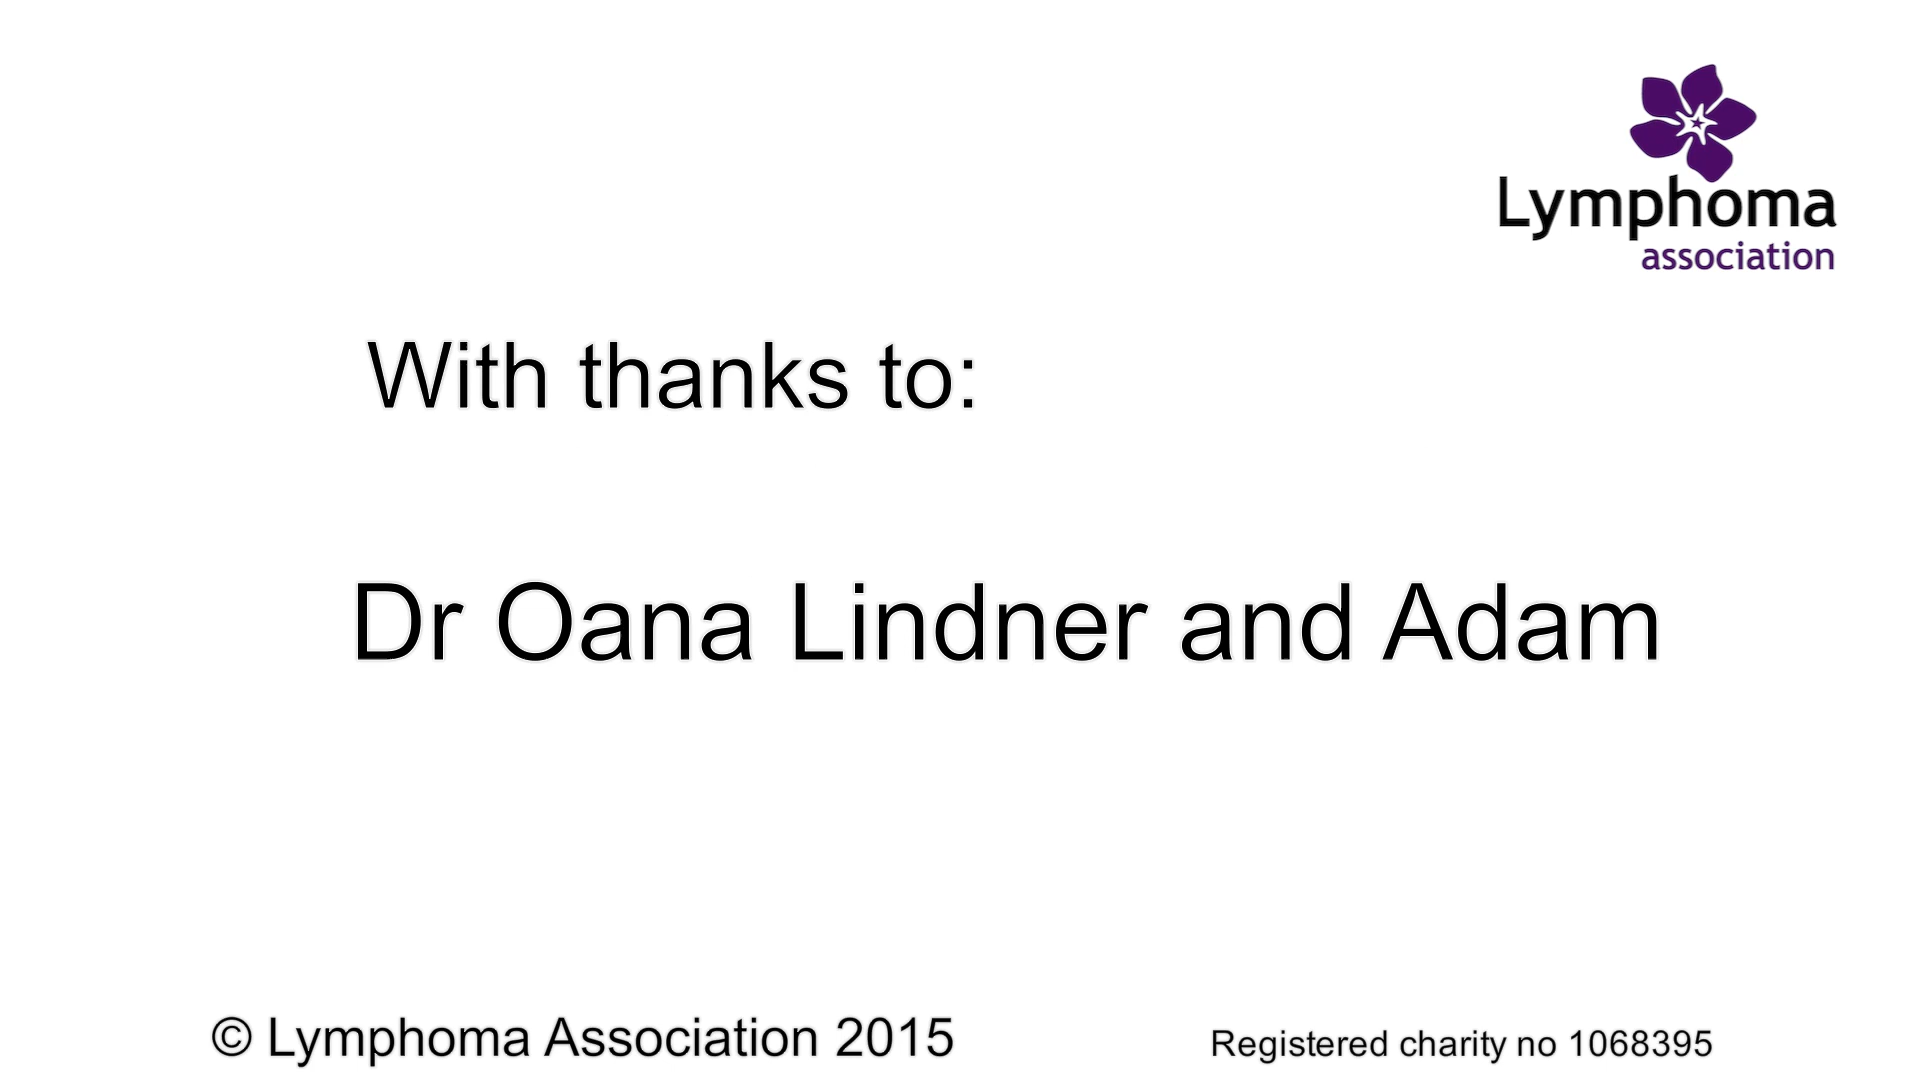 Lymphoma
association
With thanks to:
Dr Oana Lindner and Adam
© Lymphoma Association 2015
Registered charity no 1068395